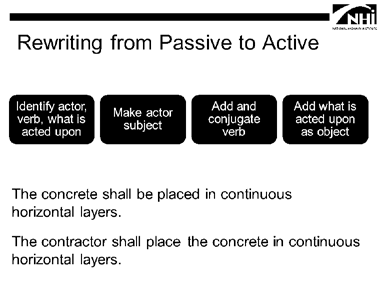 NHI
NATIONAL HIGHWAY INSTITUTE
Rewriting from Passive to Active
Identify actor,
verb, what is
acted upon
Make actor
subject
Add and
conjugate
verb
Add what is
acted upon
as object
The concrete shall be placed in continuous
horizontal layers.
The contractor shall place the concrete in continuous
horizontal layers.